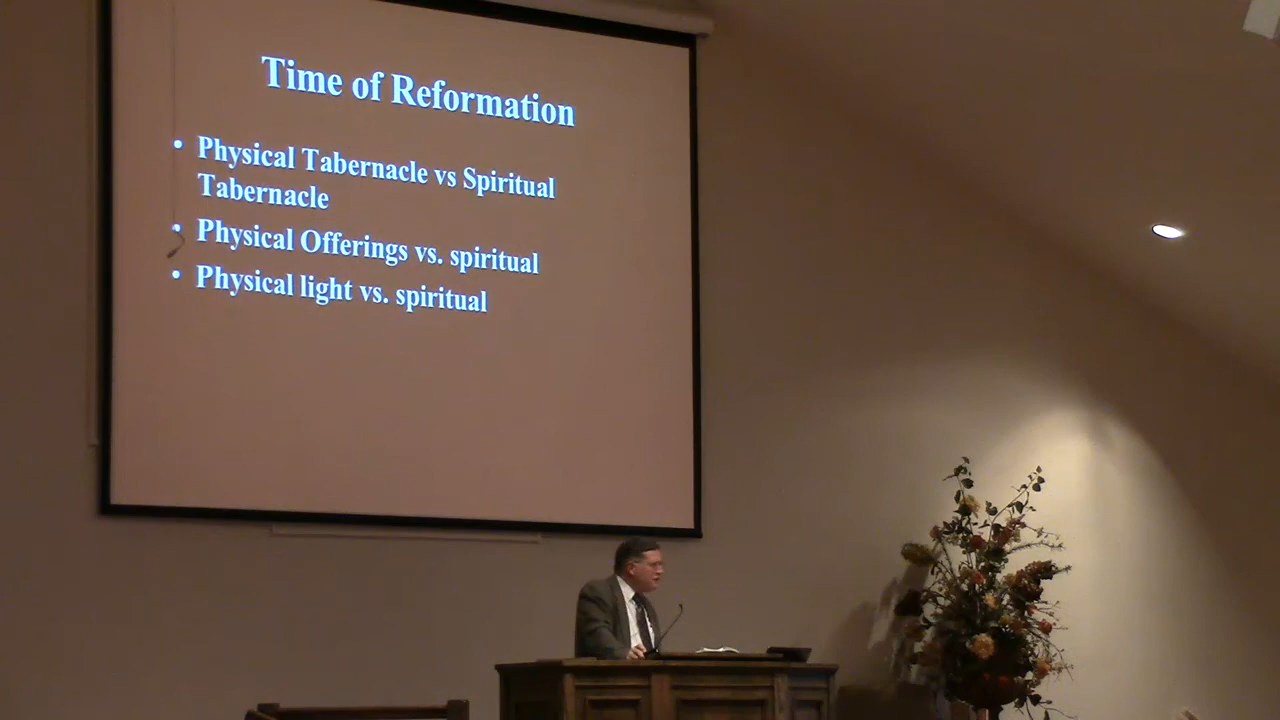 Time of Reformation
• Physical Tabernacle vs Spiritual
Tabernacle
• Physical Offerings vs. spiritual
• Physical light vs. spiritual